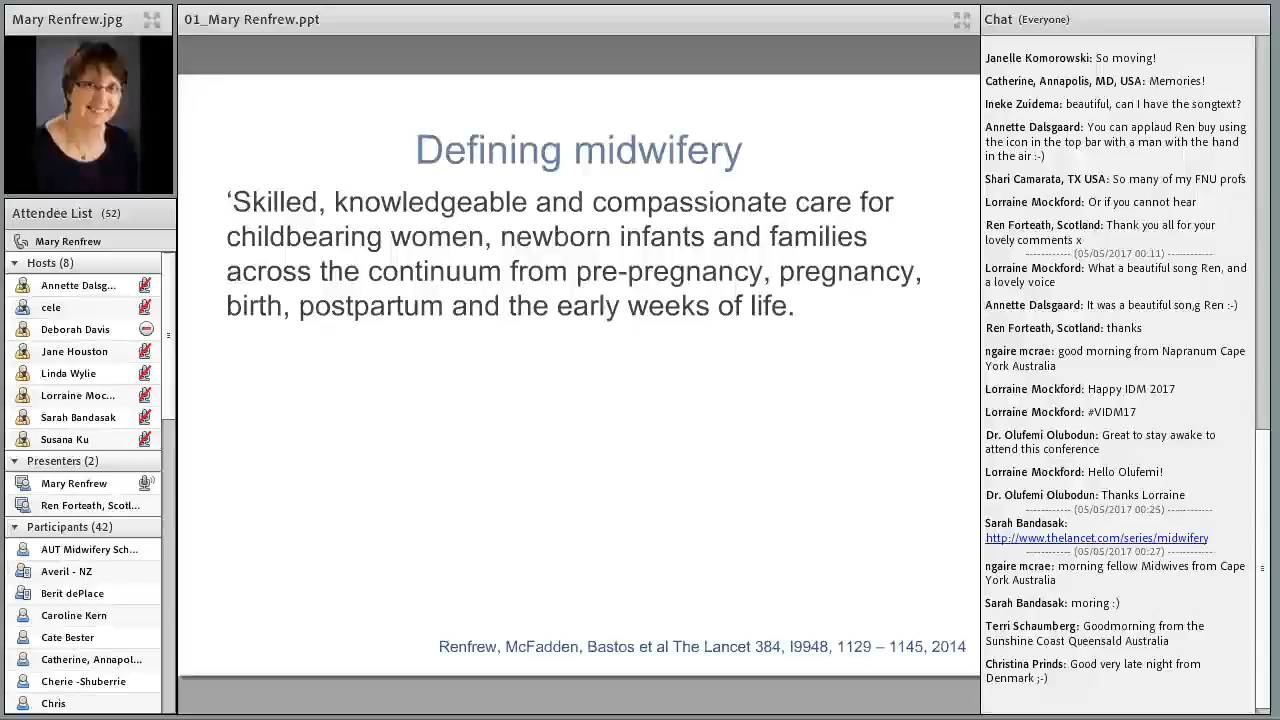 Mary Renfrew.jpg
Attendee List (52)
Mary Renfrew
Hosts (8)
Annette Dalsg...
cele
Deborah Davis
Jane Houston
Linda Wylie
Lorraine Moc...
Sarah Bandasak
Susana Ku
Presenters (2)
Mary Renfrew
Ren Forteath, Scotl...
Participants (42)
AUT Midwifery Sch...
Averil - NZ
Berit dePlace
Caroline Kern
Cate Bester
Catherine, Annapol...
Cherie -Shuberrie
Chris
01_Mary Renfrew.ppt
Defining midwifery
‘Skilled, knowledgeable and compassionate care for
childbearing women, newborn infants and families
across the continuum from pre-pregnancy, pregnancy,
birth, postpartum and the early weeks of life.
Renfrew, McFadden, Bastos et al The Lancet 384, I9948, 1129 – 1145, 2014
Chat (Everyone)
Janelle Komorowski: So moving!
Catherine, Annapolis, MD, USA: Memories!
Ineke Zuidema: beautiful, can I have the songtext?
Annette Dalsgaard: You can applaud Ren buy using
the icon in the top bar with a man with the hand
in the air :-)
Shari Camarata, TX USA: So many of my FNU profs
Lorraine Mockford: Or if you cannot hear
Ren Forteath, Scotland: Thank you all for your
lovely comments x
------------ (05/05/2017 00:11) ------------
Lorraine Mockford: What a beautiful song Ren, and
a lovely voice
Annette Dalsgaard: It was a beautiful son,g Ren :-)
Ren Forteath, Scotland: thanks
ngaire mcrae: good morning from Napranum Cape
York Australia
Lorraine Mockford: Happy IDM 2017
Lorraine Mockford: #VIDM17
Dr. Olufemi Olubodun: Great to stay awake to
attend this conference
Lorraine Mockford: Hello Olufemi!
Dr. Olufemi Olubodun: Thanks Lorraine
------------ (05/05/2017 00:25) ------------
Sarah Bandasak:
http://www.thelancet.com/series/midwifery
------------ (05/05/2017 00:27) ------------
ngaire mcrae: morning fellow Midwives from Cape
York Australia
Sarah Bandasak: moring :)
Terri Schaumberg: Goodmorning from the
Sunshine Coast Queensald Australia
Christina Prinds: Good very late night from
Denmark ;-)